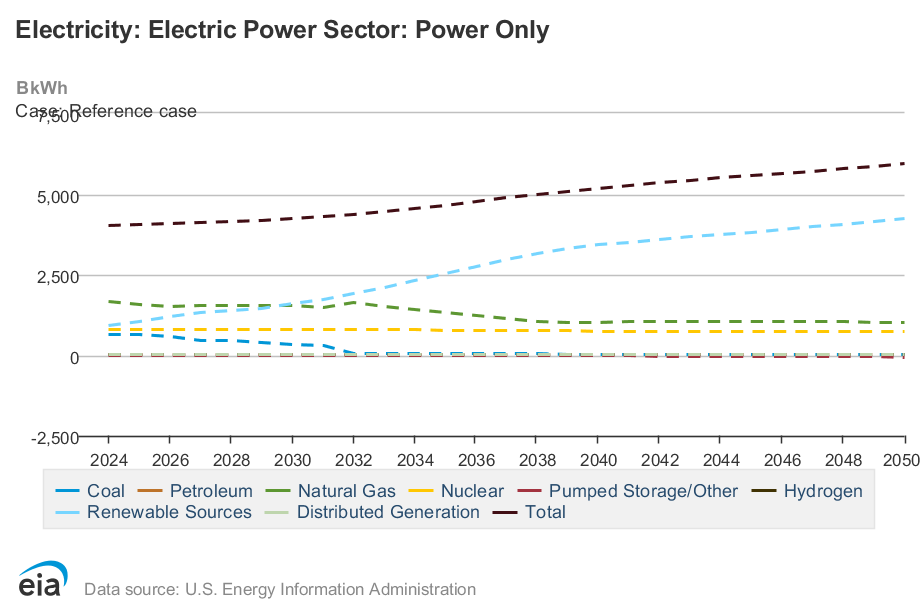 Electricity: Electric Power Sector: Power Only
BkWh
Case: Reference case
7,500
5,000
2,500
0
-2,500
2024 2026 2028 2030 2032 2034 2036 2038 2040 2042 2044 2046 2048 2050
Coal Petroleum Natural Gas Nuclear Pumped Storage/Other Hydrogen
Renewable Sources Distributed Generation Total
eia Data source: U.S. Energy Information Administration